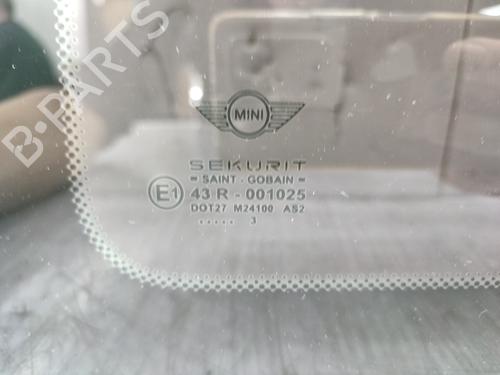 MINI
SEKURIT
= SAINT - GOBAIN =
E1 43 R - 001025
DOT27 M24100 AS2
..... 3
B-PARTS